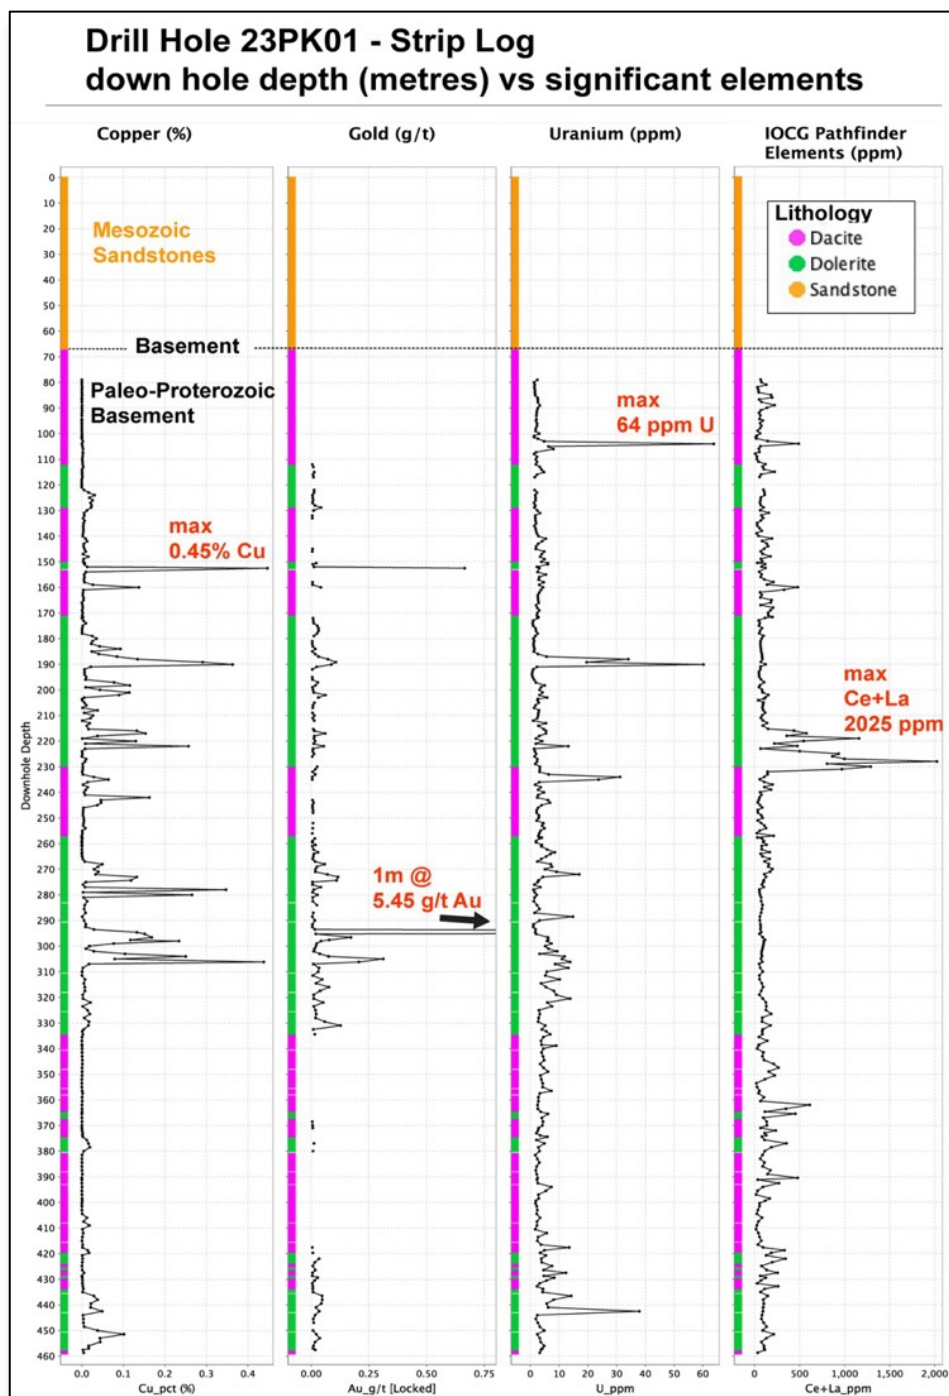 Drill Hole 23PK01 - Strip Log
down hole depth (metres) vs significant elements
Copper (%)
Gold (g/t)
Uranium (ppm)
IOCG Pathfinder
Elements (ppm)
Mesozoic
Sandstones
Lithology
Dacite
Dolerite
Sandstone
Basement
Paleo-Proterozoic
Basement
max
64 ppm U
max
0.45% Cu
max
Ce+La
2025 ppm
1m @
5.45 g/t Au
Downhole Depth
0
10
20
30
40
50
60
70
80
90
100
110
120
130
140
150
160
170
180
190
200
210
220
230
240
250
260
270
280
290
300
310
320
330
340
350
360
370
380
390
400
410
420
430
440
450
460
0.0 0.1 0.2 0.3 0.4
Cu_pct (%)
0.00 0.25 0.50 0.75
Au_g/t [Locked]
0 20 40 60
U_ppm
0 500 1,000 1,500 2,000
Ce+La_ppm